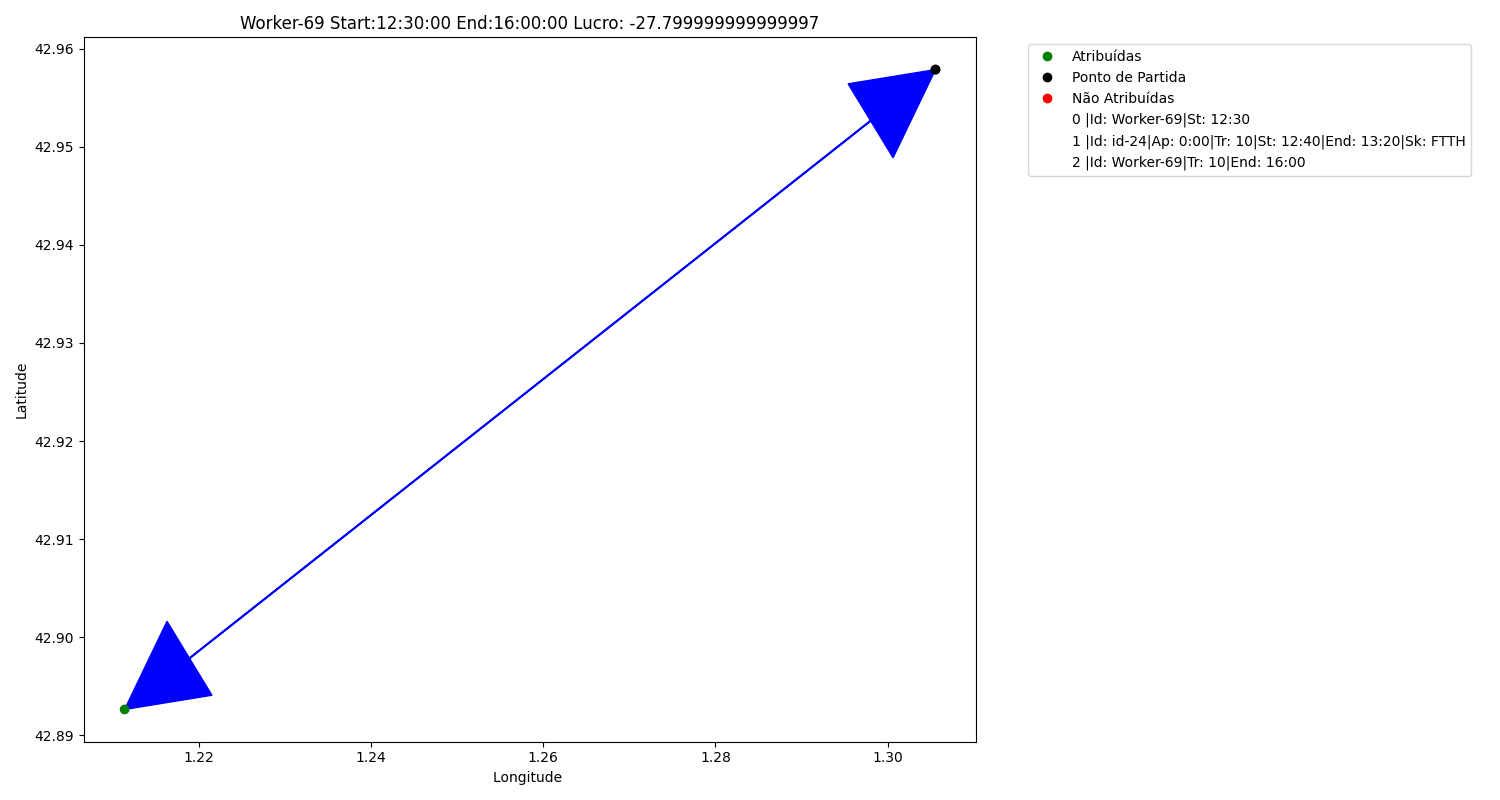 Worker-69 Start:12:30:00 End:16:00:00 Lucro: -27.799999999999997
42.96
42.95
42.94
42.93
42.92
42.91
42.90
42.89
Latitude
1.22
1.24
1.26
1.28
1.30
Longitude
Atribuídas
Ponto de Partida
Não Atribuídas
0 |Id: Worker-69|St: 12:30
1 |Id: id-24|Ap: 0:00|Tr: 10|St: 12:40|End: 13:20|Sk: FTTH
2 |Id: Worker-69|Tr: 10|End: 16:00